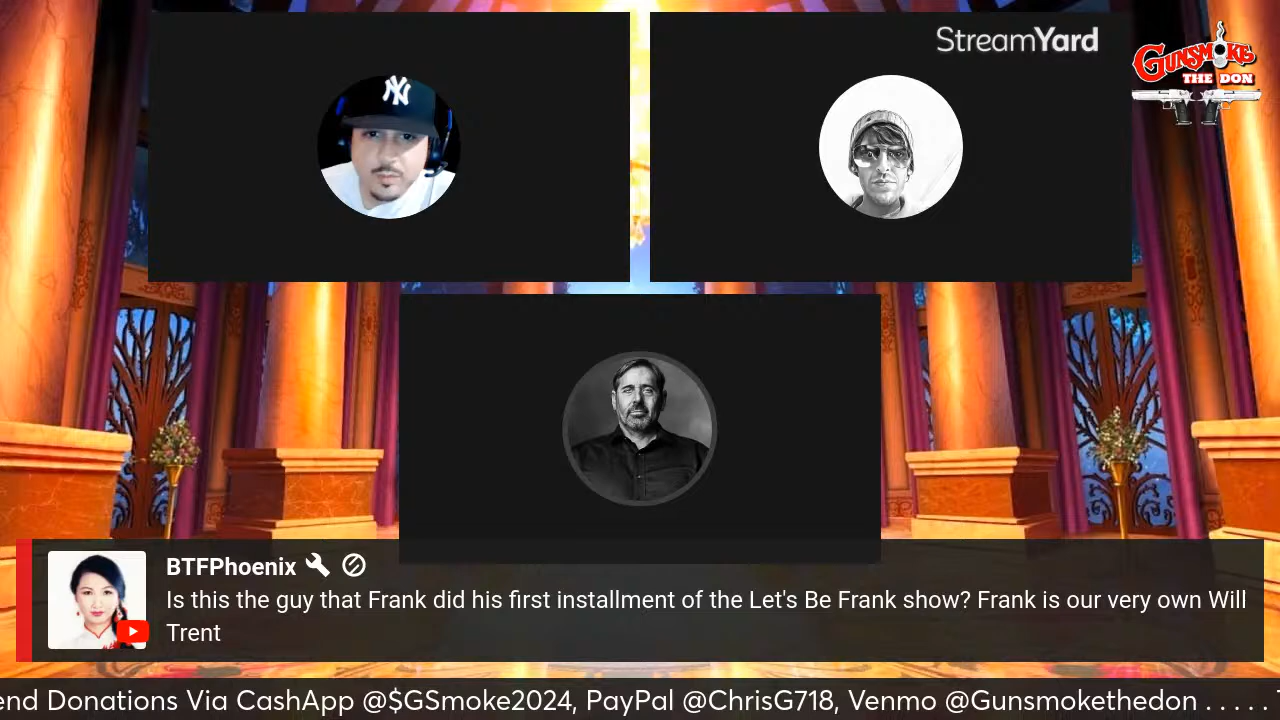 StreamYard
GUNSMOKE
THE DON
NY
BTFPhoenix
Is this the guy that Frank did his first installment of the Let's Be Frank show? Frank is our very own Will
Trent
end Donations Via CashApp @$GSmoke2024, PayPal @ChrisG718, Venmo @Gunsmokethedon . . . . .